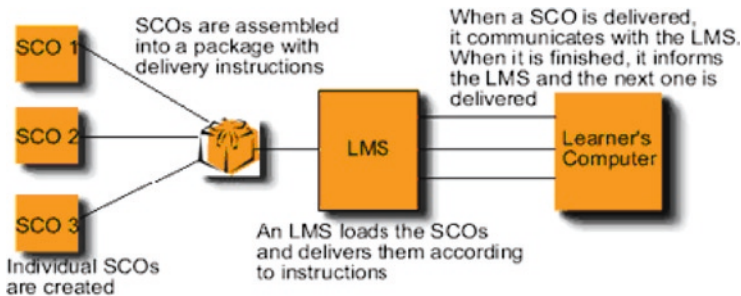 SCO 1
SCOs are assembled
into a package with
delivery instructions
When a SCO is delivered,
it communicates with the LMS.
When it is finished, it informs
the LMS and the next one is
delivered
SCO 2
LMS
Learner's
Computer
SCO 3
Individual SCOs
are created
An LMS loads the SCOs
and delivers them according
to instructions